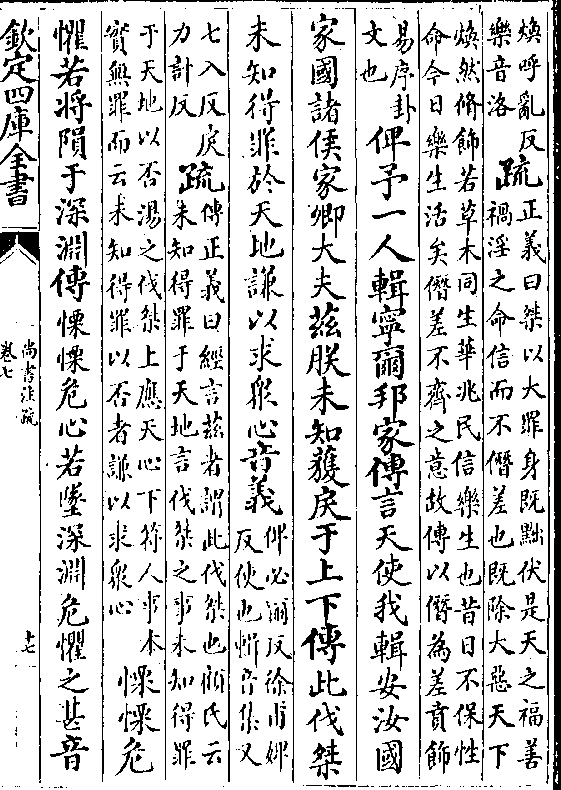 煥呼亂反
樂音洛
疏
正義曰桀以大罪身既黜伏是天之福善
禍淫之命信而不僭差也既除大惡天下
煥然脩飾若草木同生華兆民信樂生也昔日不保性
命今日樂生活矣僭差不齊之意故傳以僭為差賁飾
易序卦
文也
俾予一人輯寧爾邦家傳言天使我輯安汝國
家國諸侯家卿大夫茲朕未知獲戾于上下傳此伐桀
未知得罪於天地謙以求衆心音義
俾必爾反徐甫婢
反使也輯音集又
七入反戾
力計反
疏
傳正義曰經言茲者謂此伐桀也顧氏云
未知得罪于天地言伐桀之事未知得罪
于天地以否湯之伐桀上應天心下符人事本
實無罪而云未知得罪以否者謙以求衆心
慄慄危
懼若將隕于深淵傳慄慄危心若墜深淵危懼之甚音
欽定四庫全書
尚書注疏
卷七
十七